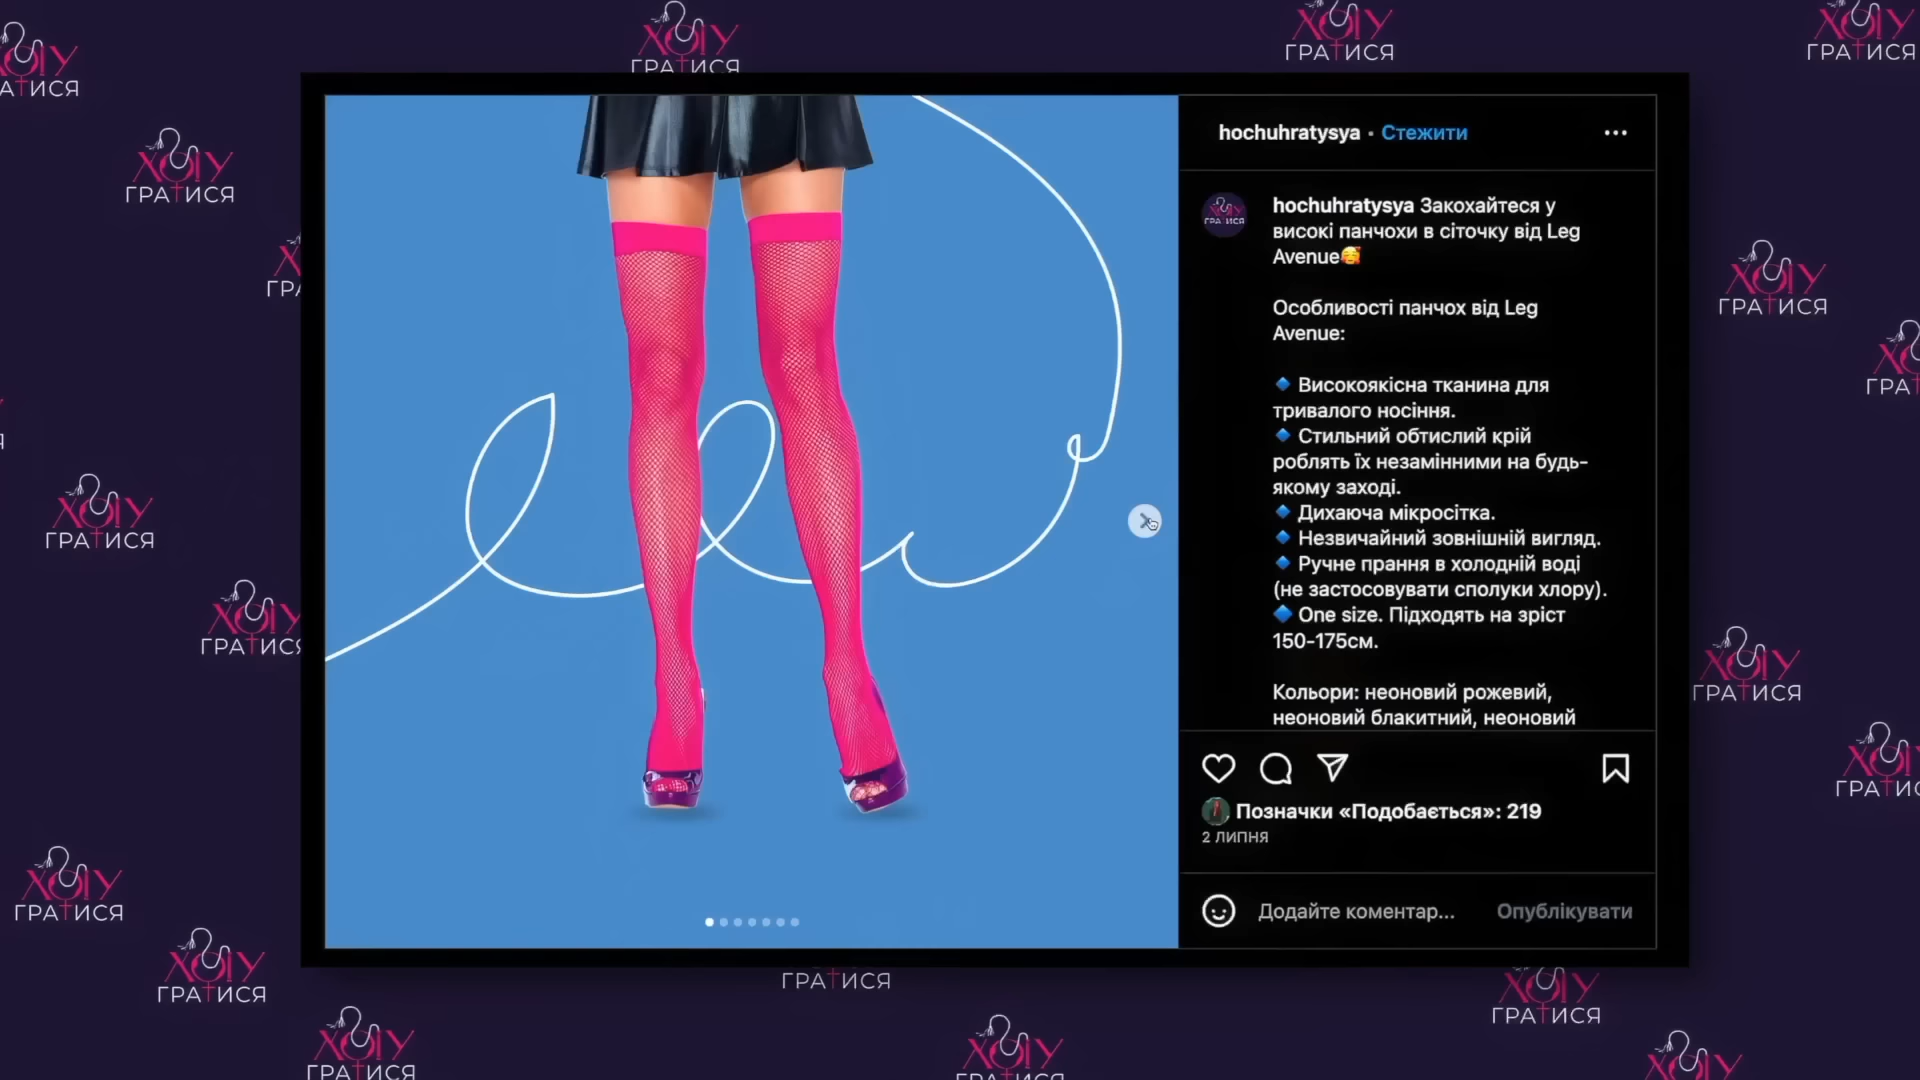 ХОЧУ
ГРАТИСЯ
hochuhratysya • Стежити
hochuhratysya Закохайтеся у
високі панчохи в сіточку від Leg
Avenue🥰
Особливості панчох від Leg
Avenue:
🔹 Високоякісна тканина для
тривалого носіння.
🔹 Стильний обтислий крій
роблять їх незамінними на будь-
якому заході.
🔹 Дихаюча мікросітка.
🔹 Незвичайний зовнішній вигляд.
🔹 Ручне прання в холодній воді
(не застосовувати сполуки хлору).
🔷 One size. Підходять на зріст
150-175см.
Кольори: неоновий рожевий,
неоновий блакитний, неоновий
Позначки «Подобається»: 219
2 ЛИПНЯ
Додайте коментар...
Опублікувати